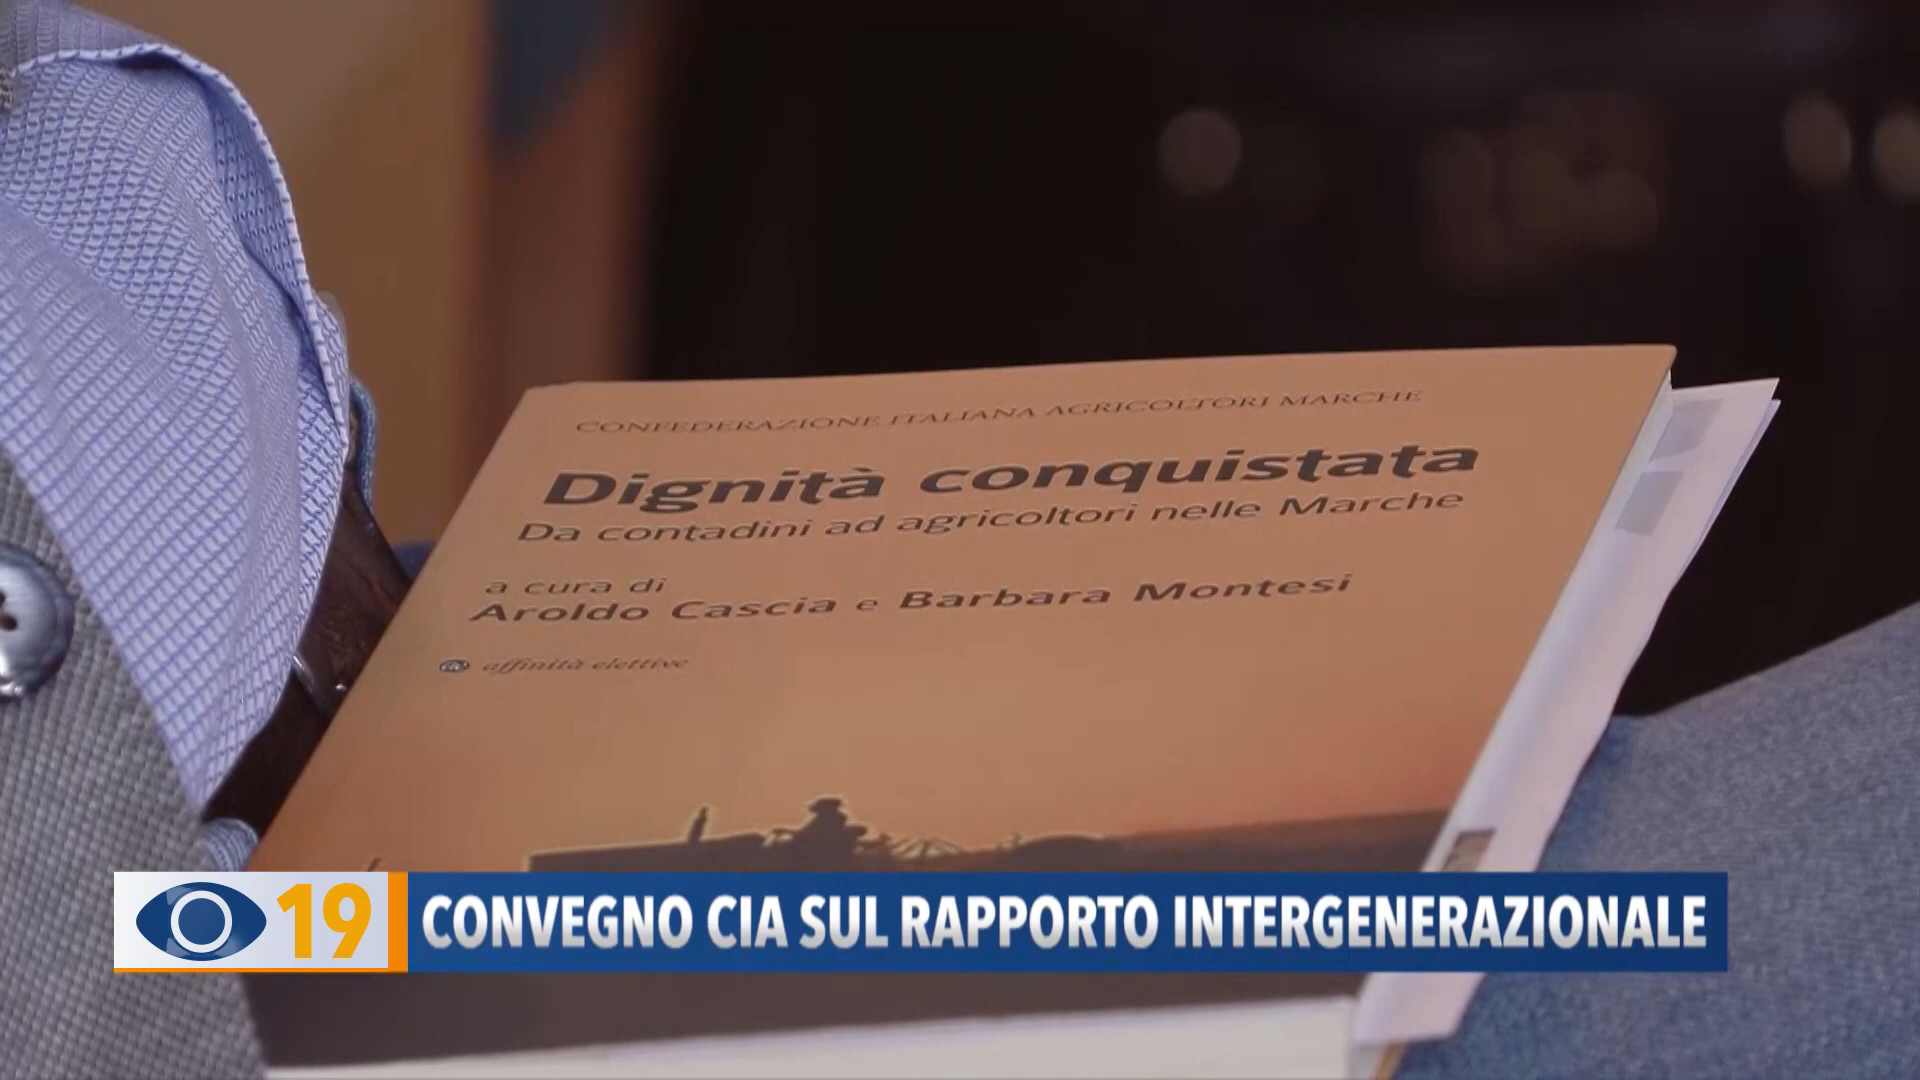 CONFEDERAZIONE ITALIANA AGRICOLTORI MARCHE
Dignità conquistata
Da contadini ad agricoltori nelle Marche
a cura di
Aroldo Cascia e Barbara Montesi
affinità elettive
19
CONVEGNO CIA SUL RAPPORTO INTERGENERAZIONALE